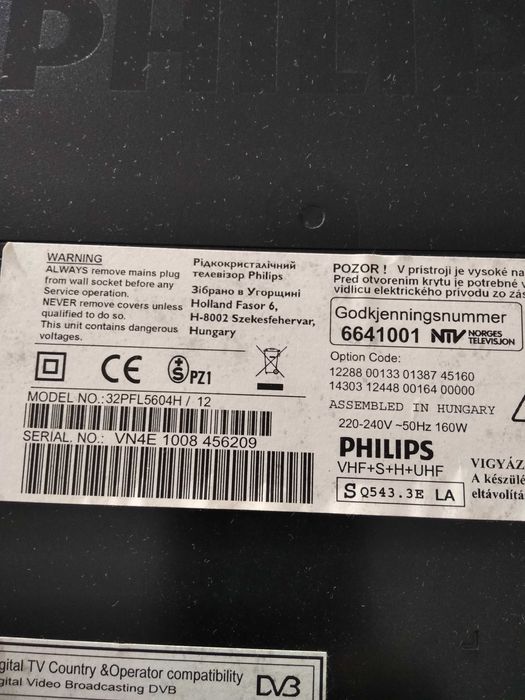 PHILIPS
WARNING
ALWAYS remove mains plug
from wall socket before any
Service operation.
NEVER remove covers unless
qualified to do so.
This unit contains dangerous
voltages.
Рідкокристалічний
телевізор Philips
Зібрано в Угорщині
Holland Fasor 6,
H-8002 Szekesfehervar,
Hungary
POZOR ! V pristroji je vysoké na
Pred otvorenim krytu je potrebné v
vidlicu elektrického prívodu zo zás
Godkjenningsnummer
6641001 NTV NORGES
TELEVISJON
CE
S PZ1
Option Code:
12288 00133 01387 45160
14303 12448 00164 00000
MODEL NO.:32PFL5604H / 12
SERIAL. NO.: VN4E 1008 456209
ASSEMBLED IN HUNGARY
220-240V ~50Hz 160W
PHILIPS
VHF+S+H+UHF
S Q543.3E LA
VIGYÁZ
A készülé
eltávolítá
igital TV Country &Operator compatibility
igital Video Broadcasting DVB
DVB